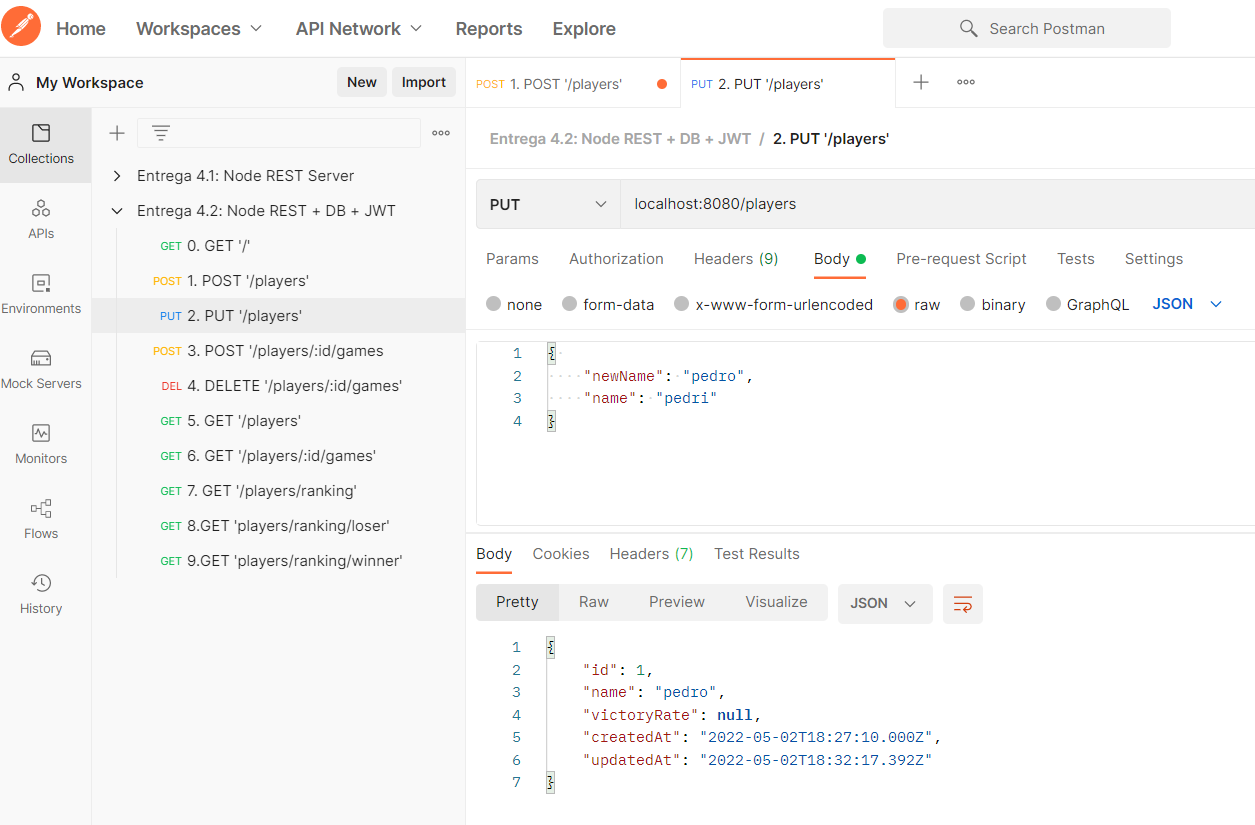 Home Workspaces API Network Reports Explore Search Postman
My Workspace New Import
POST 1. POST '/players' PUT 2. PUT '/players'
Collections
APIs
Environments
Mock Servers
Monitors
Flows
History
Entrega 4.1: Node REST Server
Entrega 4.2: Node REST + DB + JWT
GET 0. GET '/'
POST 1. POST '/players'
PUT 2. PUT '/players'
POST 3. POST '/players/:id/games
DEL 4. DELETE '/players/:id/games'
GET 5. GET '/players'
GET 6. GET '/players/:id/games'
GET 7. GET '/players/ranking'
GET 8.GET 'players/ranking/loser'
GET 9.GET 'players/ranking/winner'
Entrega 4.2: Node REST + DB + JWT / 2. PUT '/players'
PUT localhost:8080/players
Params Authorization Headers (9) Body Pre-request Script Tests Settings
none form-data x-www-form-urlencoded raw binary GraphQL JSON
1 {
2 "newName": "pedro",
3 "name": "pedri"
4 }
Body Cookies Headers (7) Test Results
Pretty Raw Preview Visualize JSON
1 {
2 "id": 1,
3 "name": "pedro",
4 "victoryRate": null,
5 "createdAt": "2022-05-02T18:27:10.000Z",
6 "updatedAt": "2022-05-02T18:32:17.392Z"
7 }